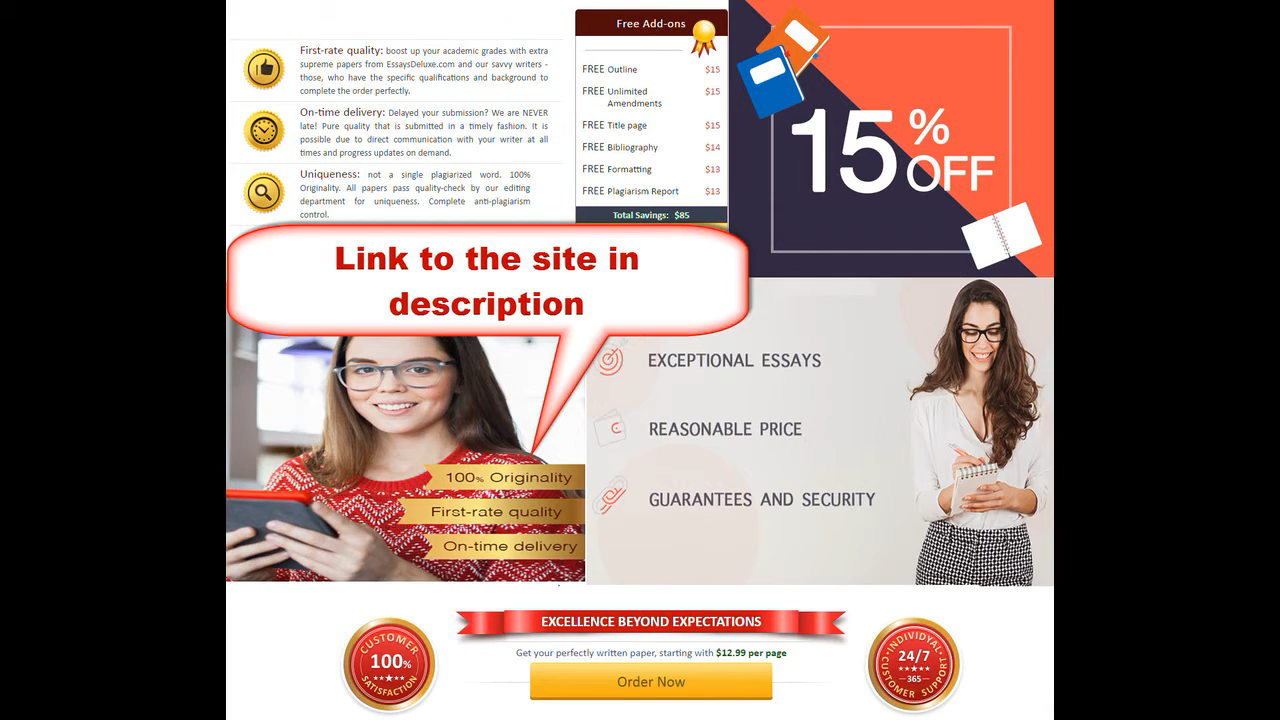 First-rate quality: boost up your academic grades with extra
supreme papers from EssaysDeluxe.com and our savvy writers -
those, who have the specific qualifications and background to
complete the order perfectly.
On-time delivery: Delayed your submission? We are NEVER
late! Pure quality that is submitted in a timely fashion. It is
possible due to direct communication with your writer at all
times and progress updates on demand.
Uniqueness: not a single plagiarized word. 100%
Originality. All papers pass quality-check by our editing
department for uniqueness. Complete anti-plagiarism
control.
Free Add-ons
FREE Outline $15
FREE Unlimited $15
Amendments
FREE Title page $15
FREE Bibliography $14
FREE Formatting $13
FREE Plagiarism Report $13
Total Savings: $85
15% OFF
Link to the site in
description
100% Originality
First-rate quality
On-time delivery
EXCEPTIONAL ESSAYS
REASONABLE PRICE
GUARANTEES AND SECURITY
EXCELLENCE BEYOND EXPECTATIONS
Get your perfectly written paper, starting with $12.99 per page
Order Now
CUSTOMER
100%
SATISFACTION
INDIVIDYAL
24/7
365
CUSTOMER SUPPORT